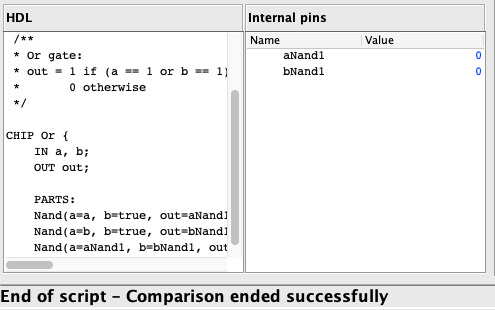 HDL
Internal pins
/**
* Or gate:
* out = 1 if (a == 1 or b == 1)
* 0 otherwise
*/
CHIP Or {
IN a, b;
OUT out;
PARTS:
Nand(a=a, b=true, out=aNand1
Nand(a=b, b=true, out=bNand1
Nand(a=aNand1, b=bNand1, out
Name Value
aNand1 0
bNand1 0
End of script – Comparison ended successfully